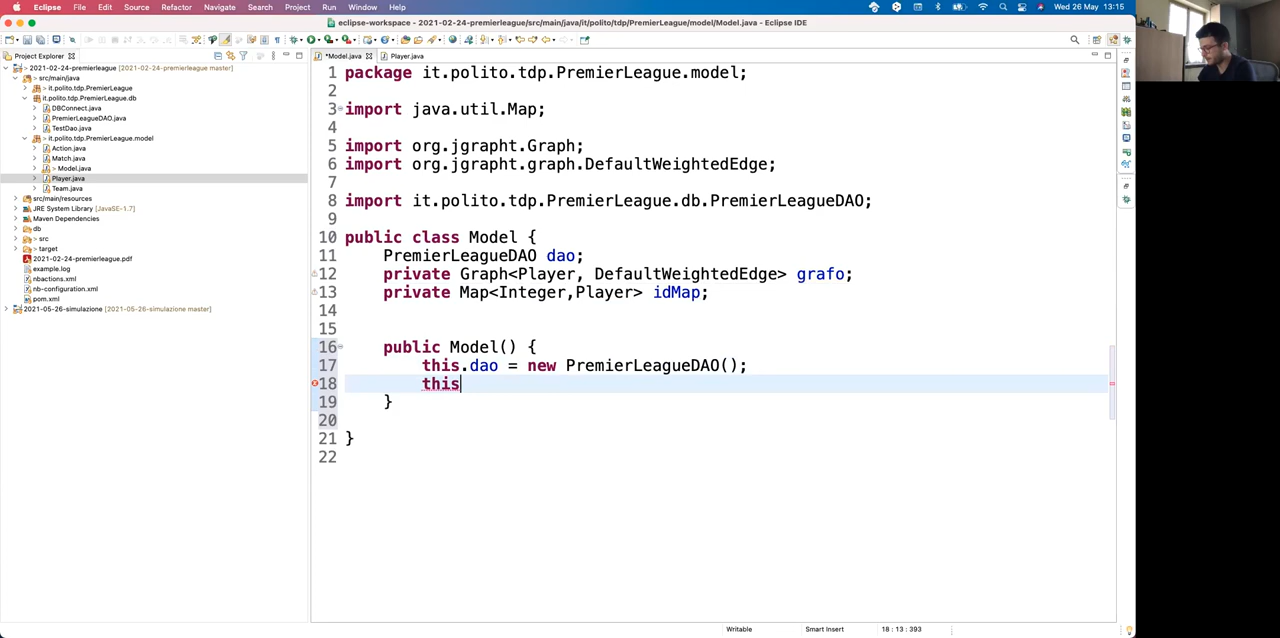 Eclipse File Edit Source Refactor Navigate Search Project Run Window Help Wed 26 May 13:15
eclipse-workspace - 2021-02-24-premierleague/src/main/java/it/polito/tdp/PremierLeague/model/Model.java - Eclipse IDE
Project Explorer
2021-02-24-premierleague [2021-02-24-premierleague master]
src/main/java
it.polito.tdp.PremierLeague
it.polito.tdp.PremierLeague.db
DBConnect.java
PremierLeagueDAO.java
TestDao.java
> it.polito.tdp.PremierLeague.model
Action.java
Match.java
> Model.java
Player.java
Team.java
src/main/resources
JRE System Library [JavaSE-1.7]
Maven Dependencies
db
> src
> target
2021-02-24-premierleague.pdf
example.log
nbactions.xml
nb-configuration.xml
pom.xml
2021-05-26-simulazione [2021-05-26-simulazione master]
*Model.java Player.java
1 package it.polito.tdp.PremierLeague.model;
2
3 import java.util.Map;
4
5 import org.jgrapht.Graph;
6 import org.jgrapht.graph.DefaultWeightedEdge;
7
8 import it.polito.tdp.PremierLeague.db.PremierLeagueDAO;
9
10 public class Model {
11 PremierLeagueDAO dao;
12 private Graph<Player, DefaultWeightedEdge> grafo;
13 private Map<Integer,Player> idMap;
14
15
16 public Model() {
17 this.dao = new PremierLeagueDAO();
18 this
19 }
20
21 }
22
Writable Smart Insert 18 : 13 : 393